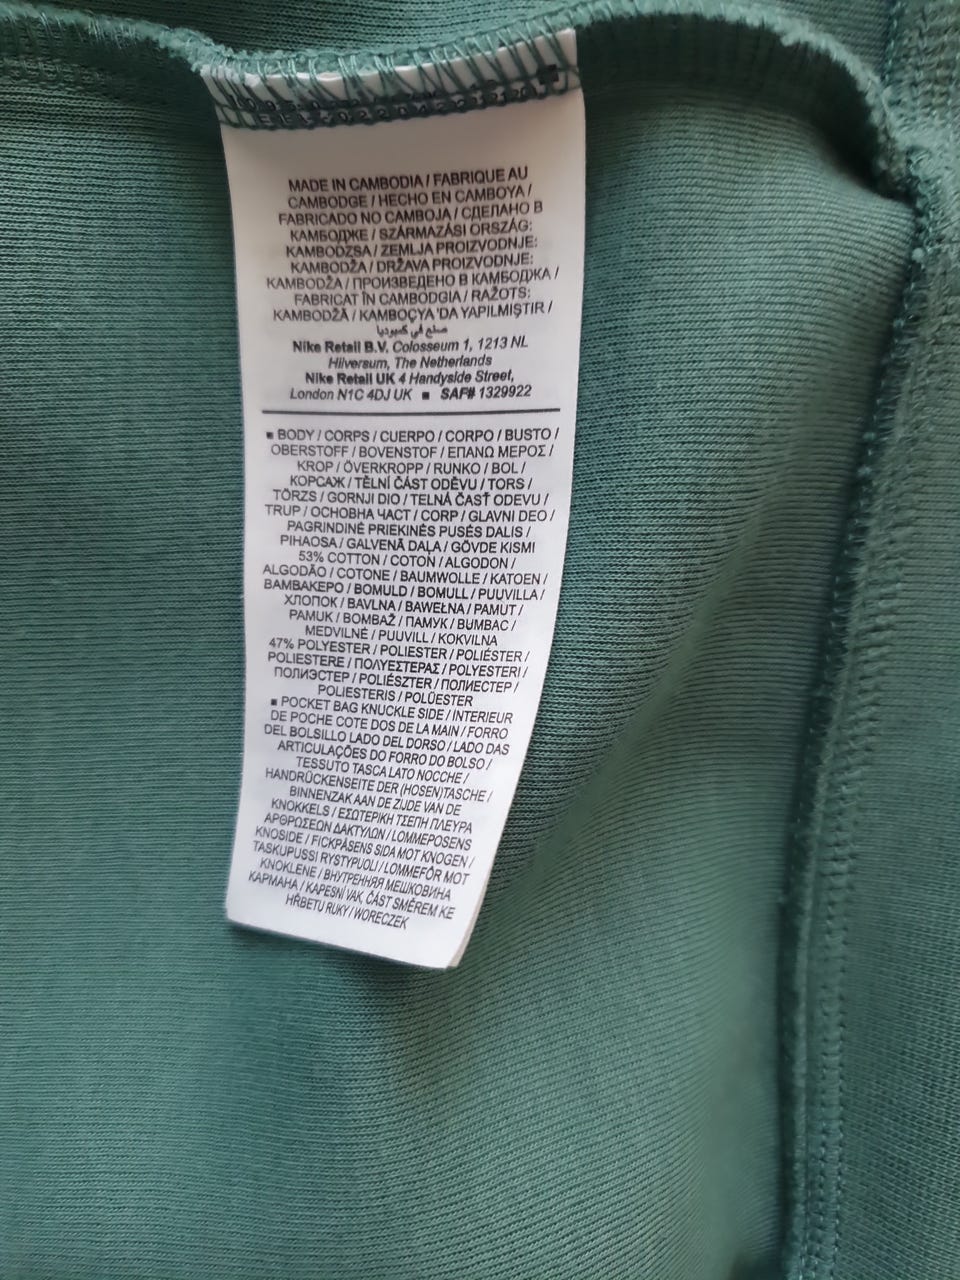 MADE IN CAMBODIA / FABRIQUE AU
CAMBODGE / HECHO EN CAMBOYA /
FABRICADO NO CAMBOJA / СДЕЛАНО В
КАМБОДЖЕ / SZÁRMAZÁSI ORSZÁG:
KAMBODZSA / ZEMLJA PROIZVODNJE:
KAMBODŽA / DRŽAVA PROIZVODNJE:
KAMBODŽA / ПРОИЗВЕДЕНО В КАМБОДЖА /
FABRICAT ÎN CAMBODGIA / RAŽOTS:
KAMBODŽĀ / KAMBOÇYA 'DA YAPILMIŞTIR /
صنع في كمبوديا
Nike Retail B.V. Colosseum 1, 1213 NL
Hilversum, The Netherlands
Nike Retail UK 4 Handyside Street,
London N1C 4DJ UK ■ SAF# 1329922
■ BODY / CORPS / CUERPO / CORPO / BUSTO /
OBERSTOFF / BOVENSTOF / ΕΠΑΝΩ ΜΕΡΟΣ /
KROP / ÖVERKROPP / RUNKO / BOL /
КОРСАЖ / TĚLNÍ ČÁST ODĚVU / TORS /
TÖRZS / GORNJI DIO / TELNÁ ČASŤ ODEVU /
TRUP / ОСНОВНА ЧАСТ / CORP / GLAVNI DEO /
PAGRINDINĖ PRIEKINĖS PUSĖS DALIS /
PIHAOSA / GALVENĀ DAĻA / GÖVDE KISMI
53% COTTON / COTON / ALGODON /
ALGODÃO / COTONE / BAUMWOLLE / KATOEN /
ΒΑΜΒΑΚΕΡΟ / BOMULD / BOMULL / PUUVILLA /
ХЛОПОК / BAVLNA / BAWEŁNA / PAMUT /
PAMUK / BOMBAŽ / ПАМУК / BUMBAC /
MEDVILNĖ / PUUVILL / KOKVILNA
47% POLYESTER / POLIESTER / POLIÉSTER /
POLIESTERE / ΠΟΛΥΕΣΤΕΡΑΣ / POLYESTERI /
ПОЛИЭСТЕР / POLIÉSZTER / ПОЛИЕСТЕР /
POLIESTERIS / POLÜESTER
■ POCKET BAG KNUCKLE SIDE / INTERIEUR
DE POCHE COTE DOS DE LA MAIN / FORRO
DEL BOLSILLO LADO DEL DORSO / LADO DAS
ARTICULAÇÕES DO FORRO DO BOLSO /
TESSUTO TASCA LATO NOCCHE /
HANDRÜCKENSEITE DER (HOSEN)TASCHE /
BINNENZAK AAN DE ZIJDE VAN DE
KNOKKELS / ΕΣΩΤΕΡΙΚΗ ΤΣΕΠΗ ΠΛΕΥΡΑ
ΑΡΘΡΩΣΕΩΝ ΔΑΚΤΥΛΩΝ / LOMMEPOSENS
KNOSIDE / FICKPÅSENS SIDA MOT KNOGEN /
TASKUPUSSI RYSTYPUOLI / LOMMEFÔR MOT
KNOKLENE / ВНУТРЕННЯЯ МЕШКОВИНА
КАРМАНА / KAPESNÍ VAK, ČÁST SMĚREM KE
HŘBETU RUKY / WORECZEK